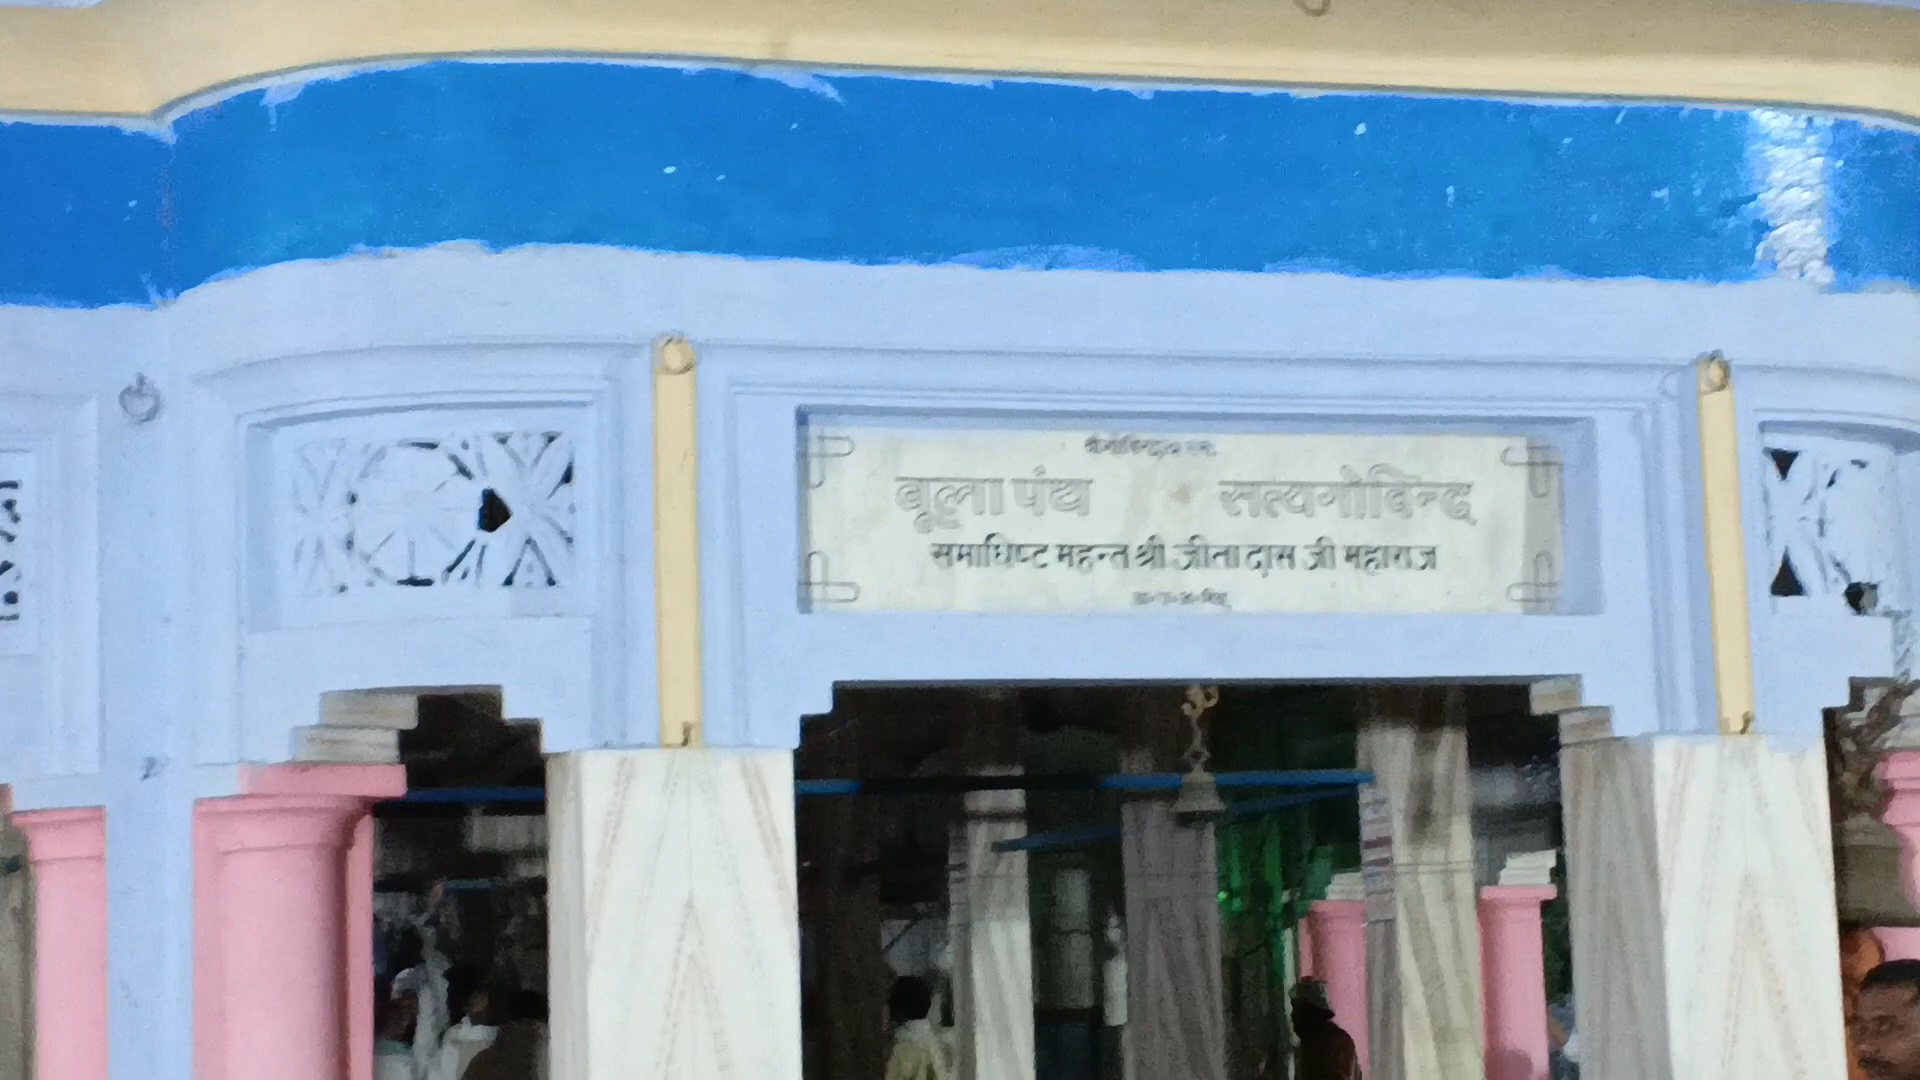 बूला पंथ सत्यगोविन्द
समाधिष्ट महन्त श्री जीता दास जी महाराज